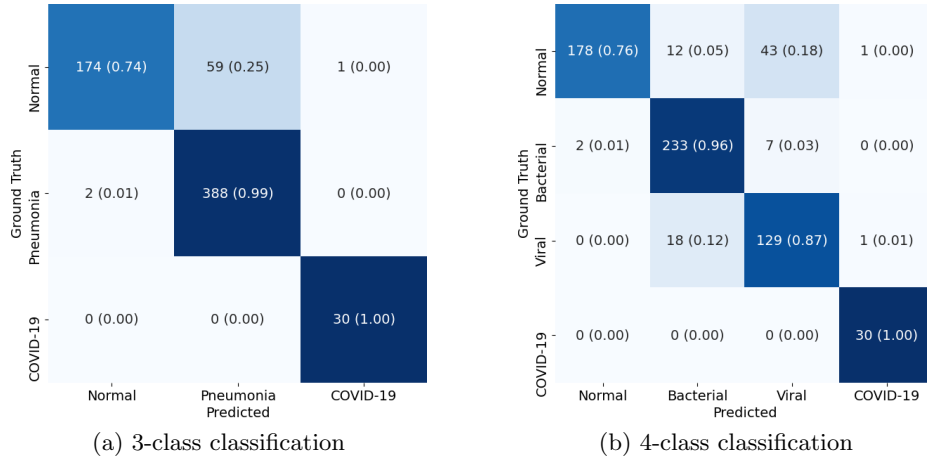 Ground Truth
Normal
174 (0.74) 59 (0.25) 1 (0.00)
Pneumonia
2 (0.01) 388 (0.99) 0 (0.00)
COVID-19
0 (0.00) 0 (0.00) 30 (1.00)
Normal Pneumonia COVID-19
Predicted
(a) 3-class classification
Ground Truth
Normal
178 (0.76) 12 (0.05) 43 (0.18) 1 (0.00)
Bacterial
2 (0.01) 233 (0.96) 7 (0.03) 0 (0.00)
Viral
0 (0.00) 18 (0.12) 129 (0.87) 1 (0.01)
COVID-19
0 (0.00) 0 (0.00) 0 (0.00) 30 (1.00)
Normal Bacterial Viral COVID-19
Predicted
(b) 4-class classification